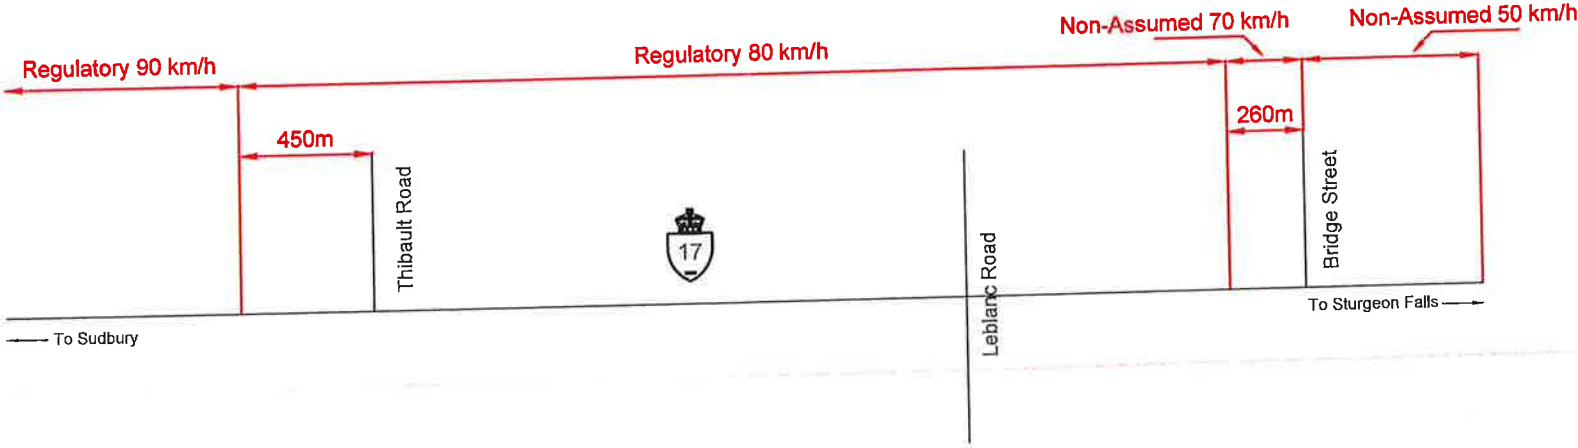 Non-Assumed 70 km/h
Non-Assumed 50 km/h
Regulatory 90 km/h
Regulatory 80 km/h
450m
260m
Thibault Road
17
Leblanc Road
Bridge Street
To Sudbury
To Sturgeon Falls